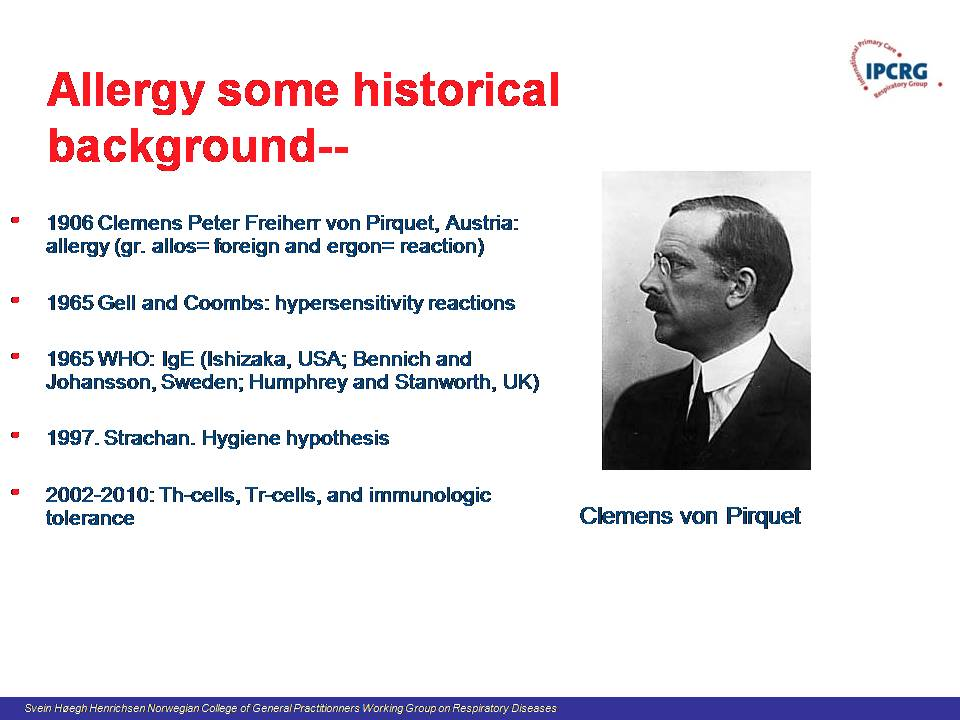 International Primary Care
IPCRG
Respiratory Group
Allergy some historical
background--
1906 Clemens Peter Freiherr von Pirquet, Austria:
allergy (gr. allos= foreign and ergon= reaction)
1965 Gell and Coombs: hypersensitivity reactions
1965 WHO: IgE (Ishizaka, USA; Bennich and
Johansson, Sweden; Humphrey and Stanworth, UK)
1997. Strachan. Hygiene hypothesis
2002-2010: Th-cells, Tr-cells, and immunologic
tolerance
Clemens von Pirquet
Svein Høegh Henrichsen Norwegian College of General Practitionners Working Group on Respiratory Diseases